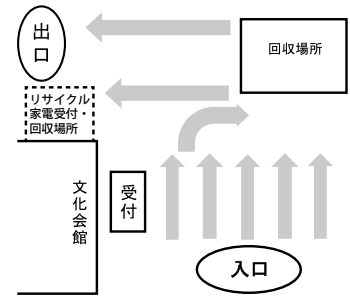 出口
回収場所
リサイクル
家電受付・
回収場所
文化会館
受付
入口